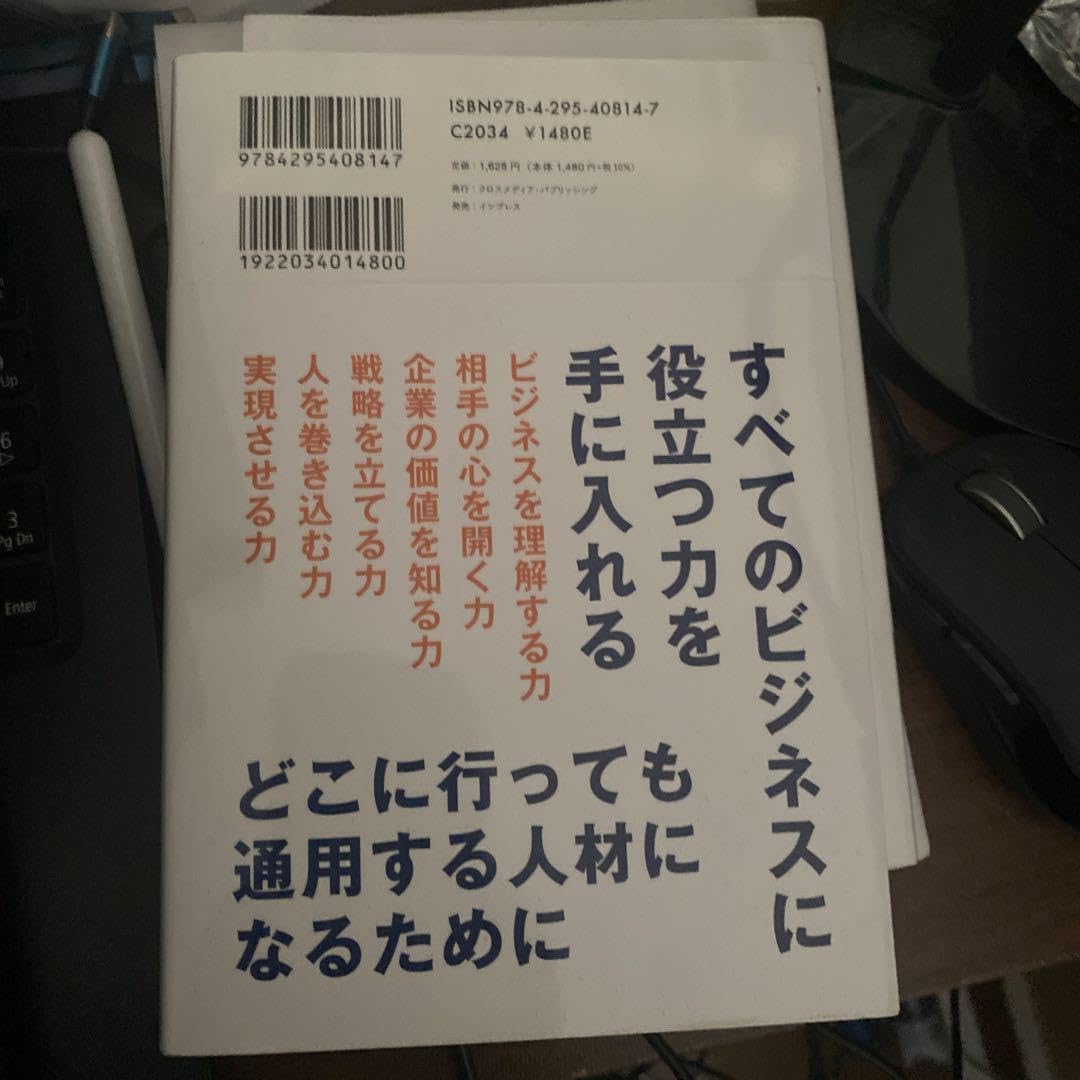 ISBN978-4-295-40814-7
C2034 ¥1480E
定価：1,628円（本体1,480円+税10%）
発行：クロスメディア・パブリッシング
発売：インプレス
9784295408147
1922034014800
すべてのビジネスに
役立つ力を
手に入れる
ビジネスを理解する力
相手の心を開く力
企業の価値を知る力
戦略を立てる力
人を巻き込む力
実現させる力
どこに行っても
通用する人材に
なるために
6
3
Pg Dn
Enter